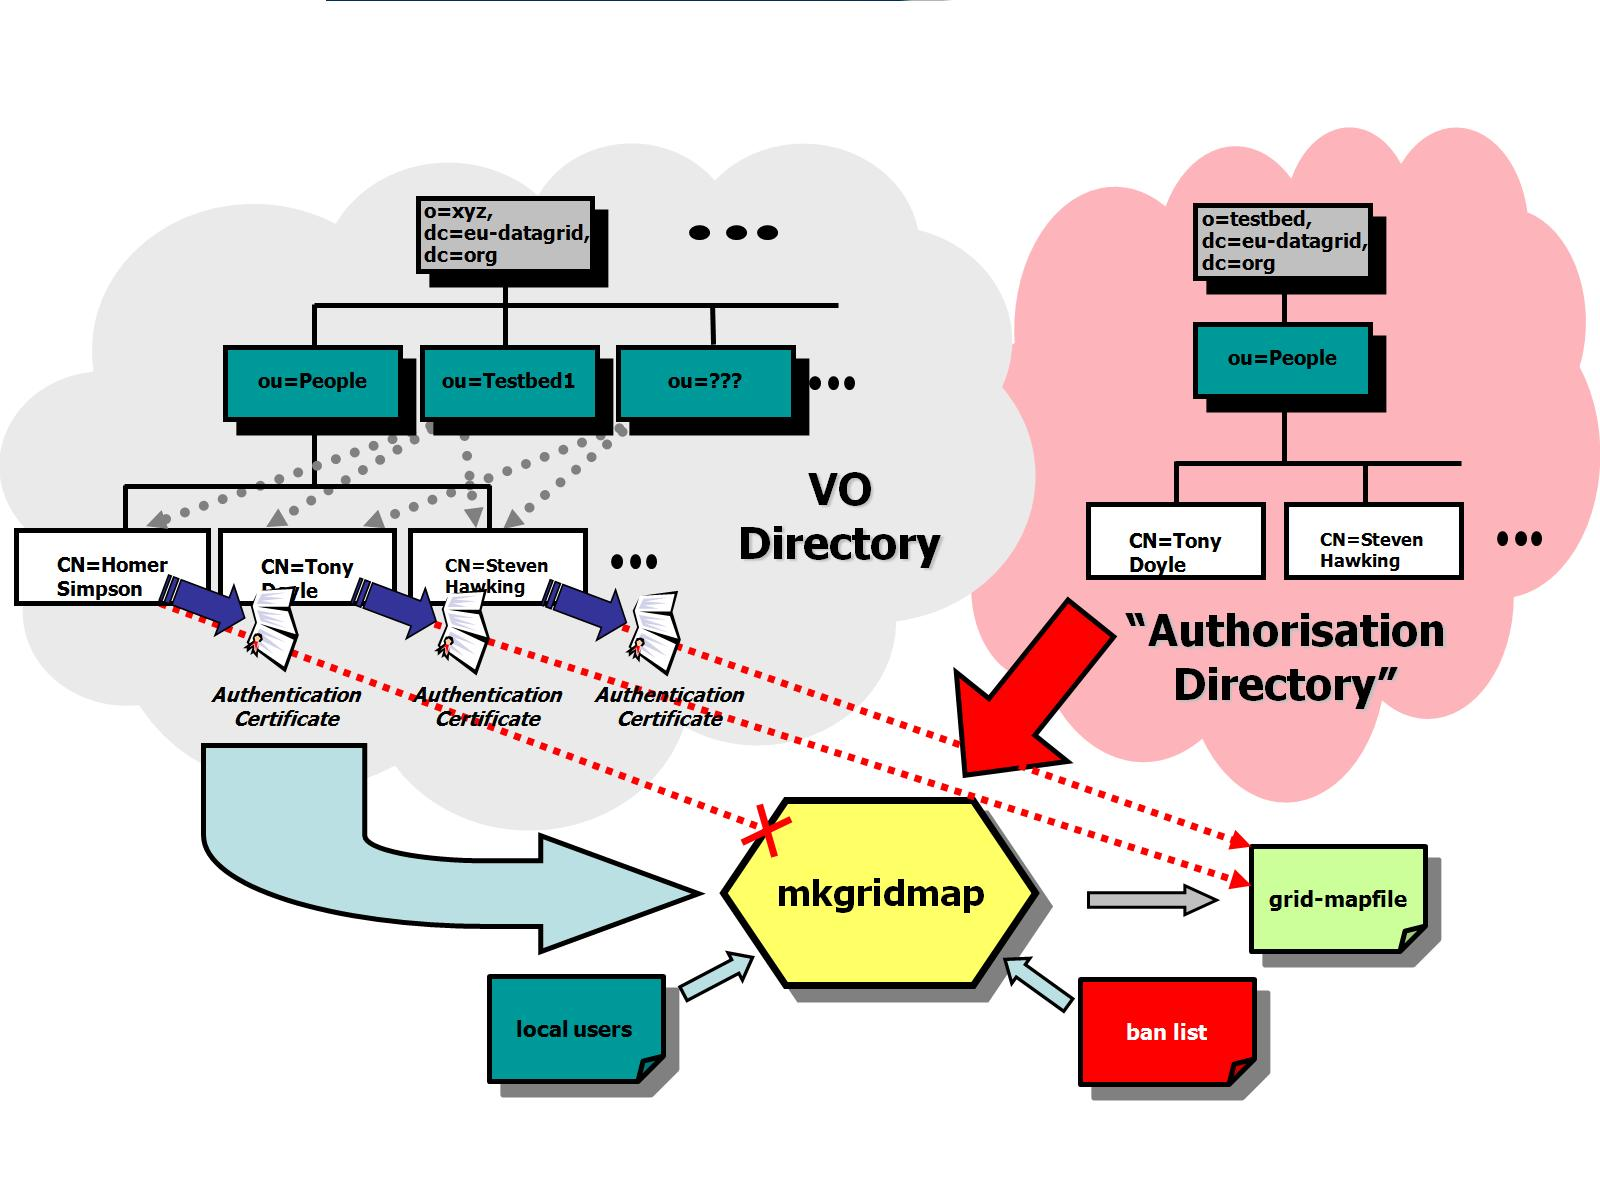 o=xyz,
dc=eu-datagrid,
dc=org
o=testbed,
dc=eu-datagrid,
dc=org
ou=People
ou=Testbed1
ou=???
ou=People
VO
Directory
CN=Homer
Simpson
CN=Tony
Doyle
CN=Steven
Hawking
CN=Tony
Doyle
CN=Steven
Hawking
"Authorisation
Directory"
Authentication
Certificate
Authentication
Certificate
Authentication
Certificate
mkgridmap
grid-mapfile
local users
ban list